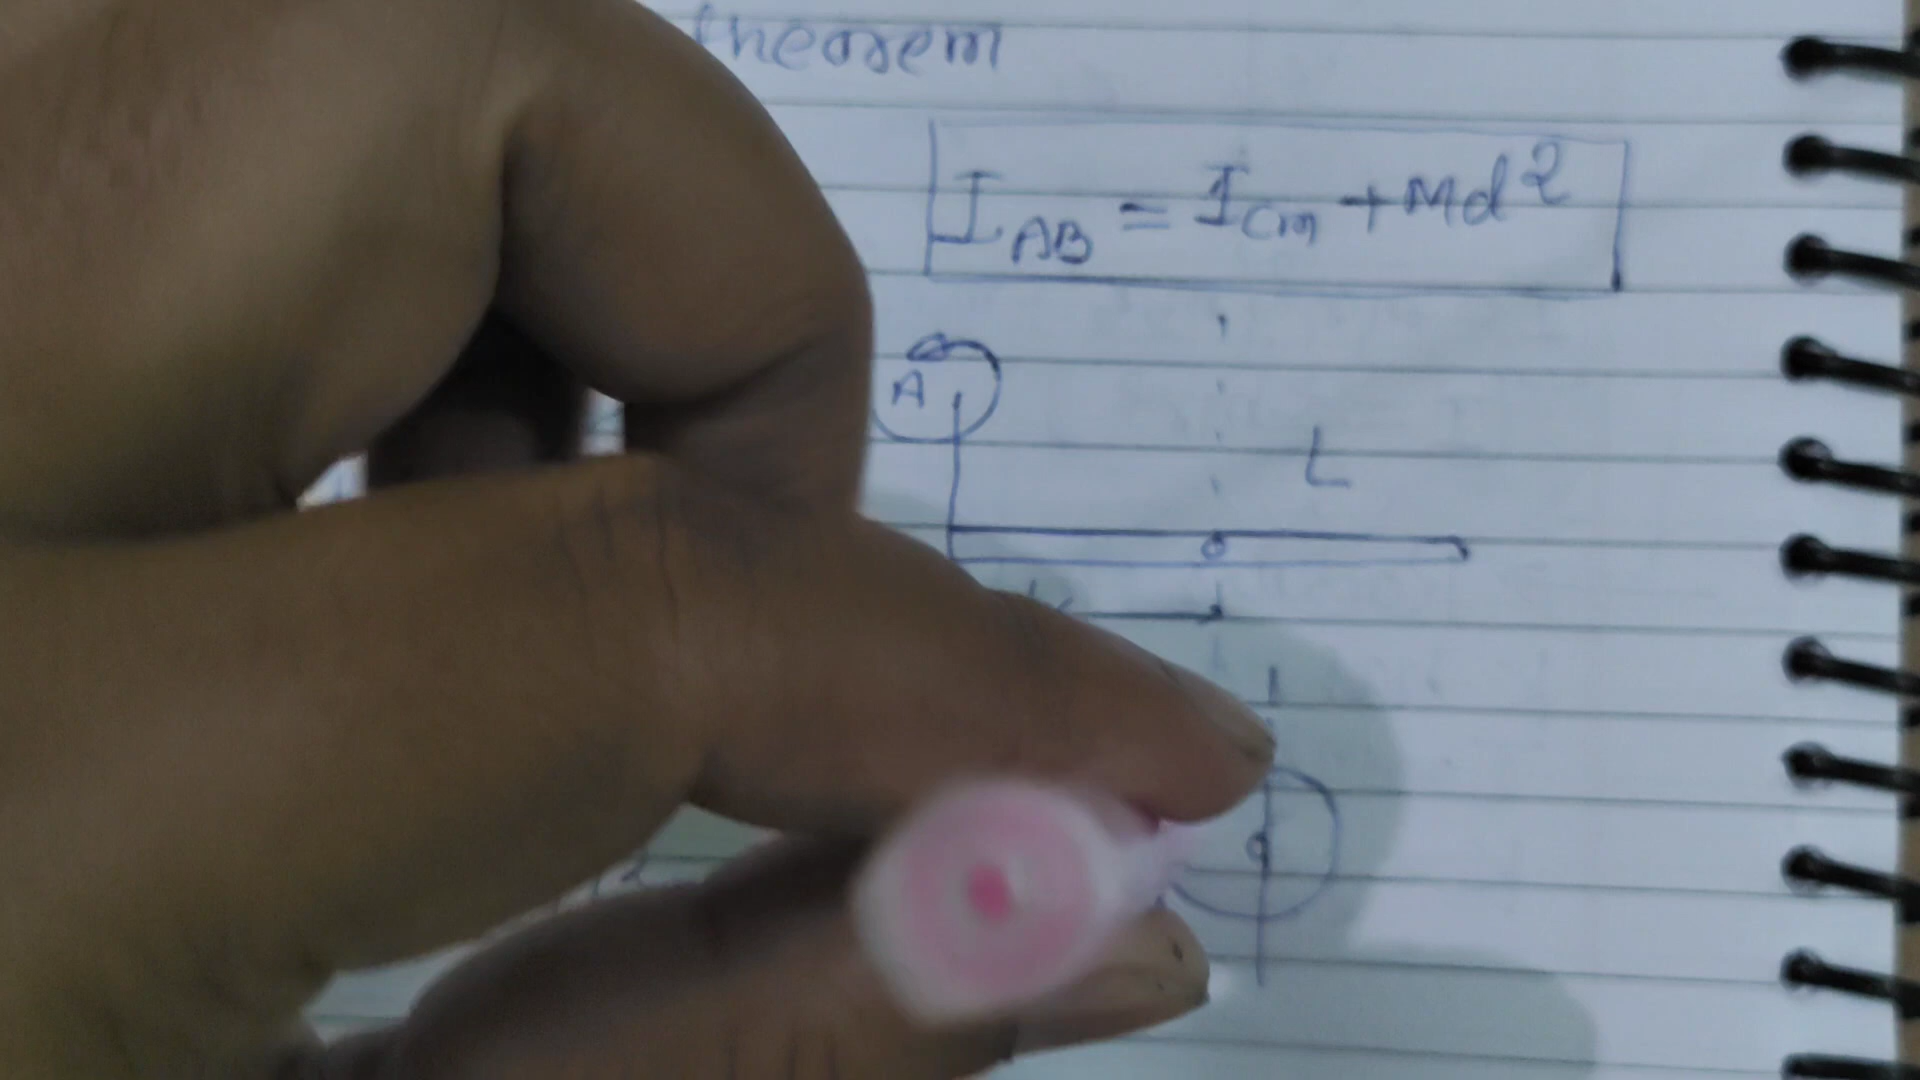 theorem
I_AB = I_cm + Md²
A
L